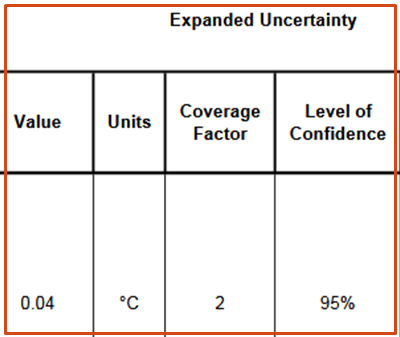 Expanded Uncertainty
Value Units Coverage Factor Level of Confidence
0.04 °C 2 95%